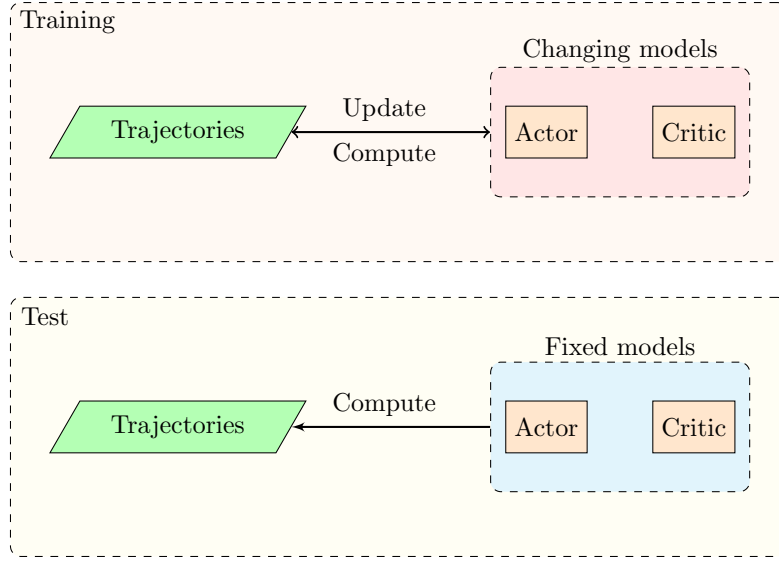 Training
Changing models
Trajectories
Update
Compute
Actor
Critic
Test
Fixed models
Trajectories
Compute
Actor
Critic